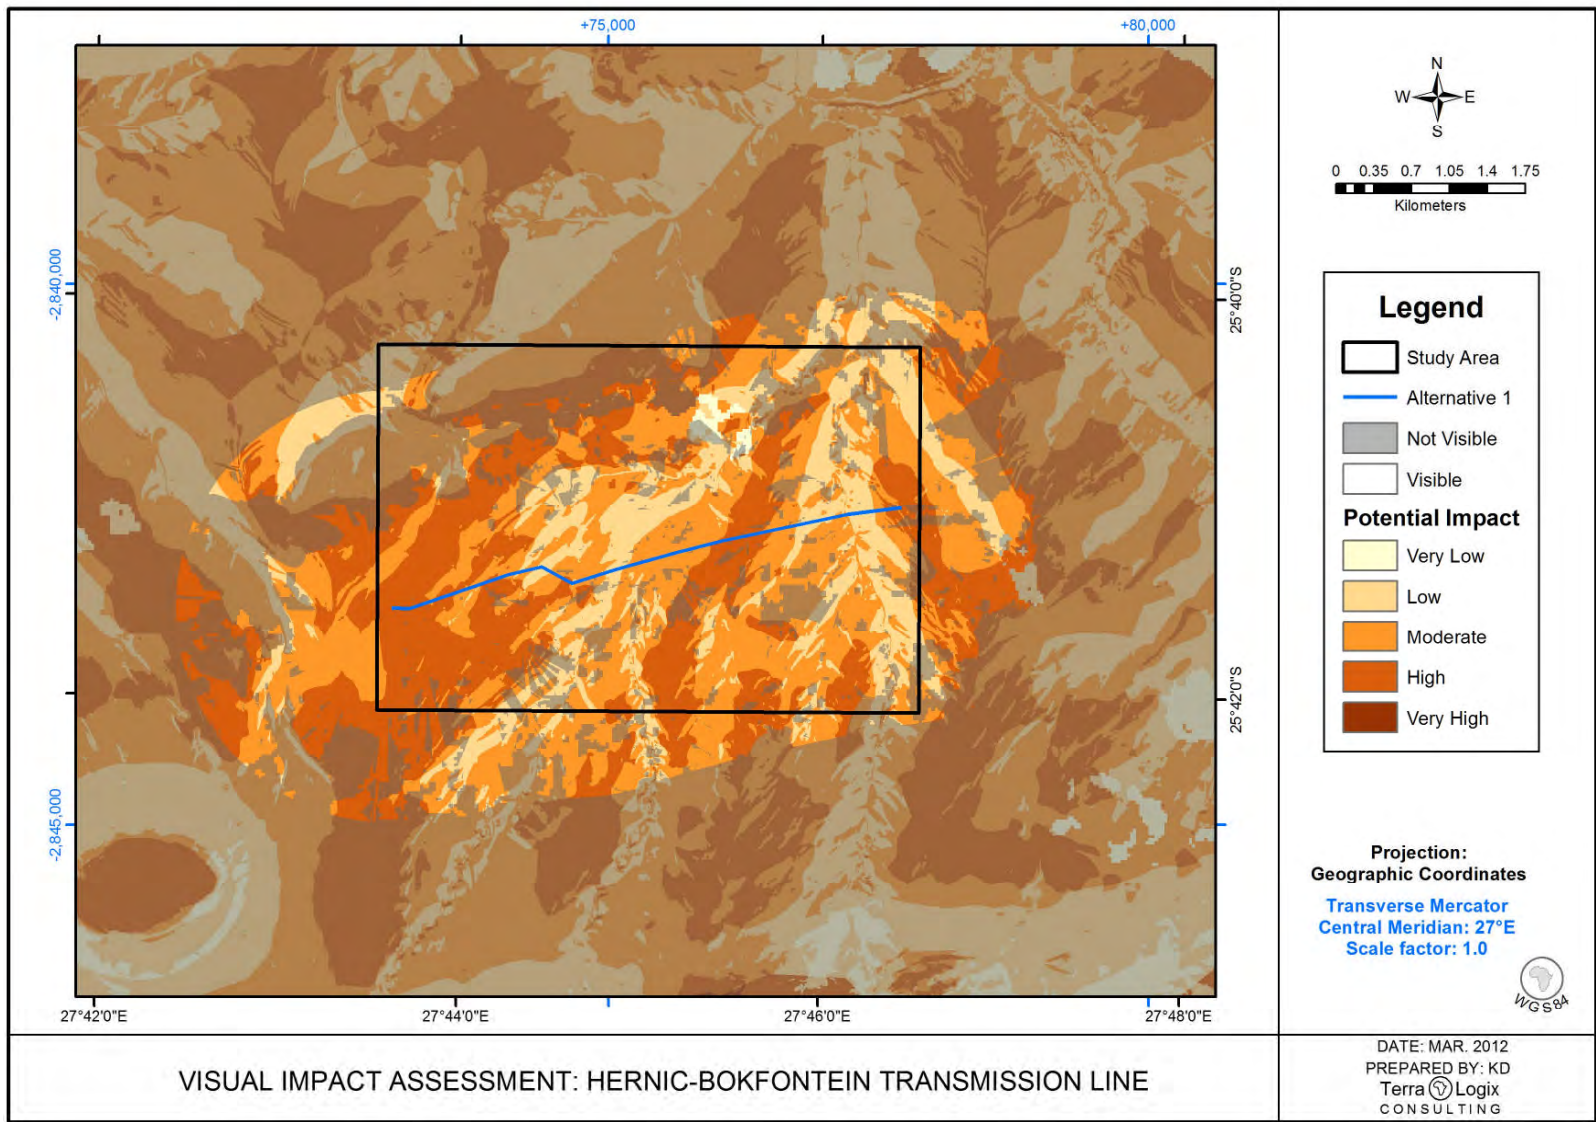 +75,000
+80,000
-2,840,000
-2,845,000
25°40'0"S
25°42'0"S
27°42'0"E
27°44'0"E
27°46'0"E
27°48'0"E
N
W E
S
0 0.35 0.7 1.05 1.4 1.75
Kilometers
Legend
Study Area
Alternative 1
Not Visible
Visible
Potential Impact
Very Low
Low
Moderate
High
Very High
Projection:
Geographic Coordinates
Transverse Mercator
Central Meridian: 27°E
Scale factor: 1.0
WGS84
VISUAL IMPACT ASSESSMENT: HERNIC-BOKFONTEIN TRANSMISSION LINE
DATE: MAR. 2012
PREPARED BY: KD
Terra Logix
CONSULTING